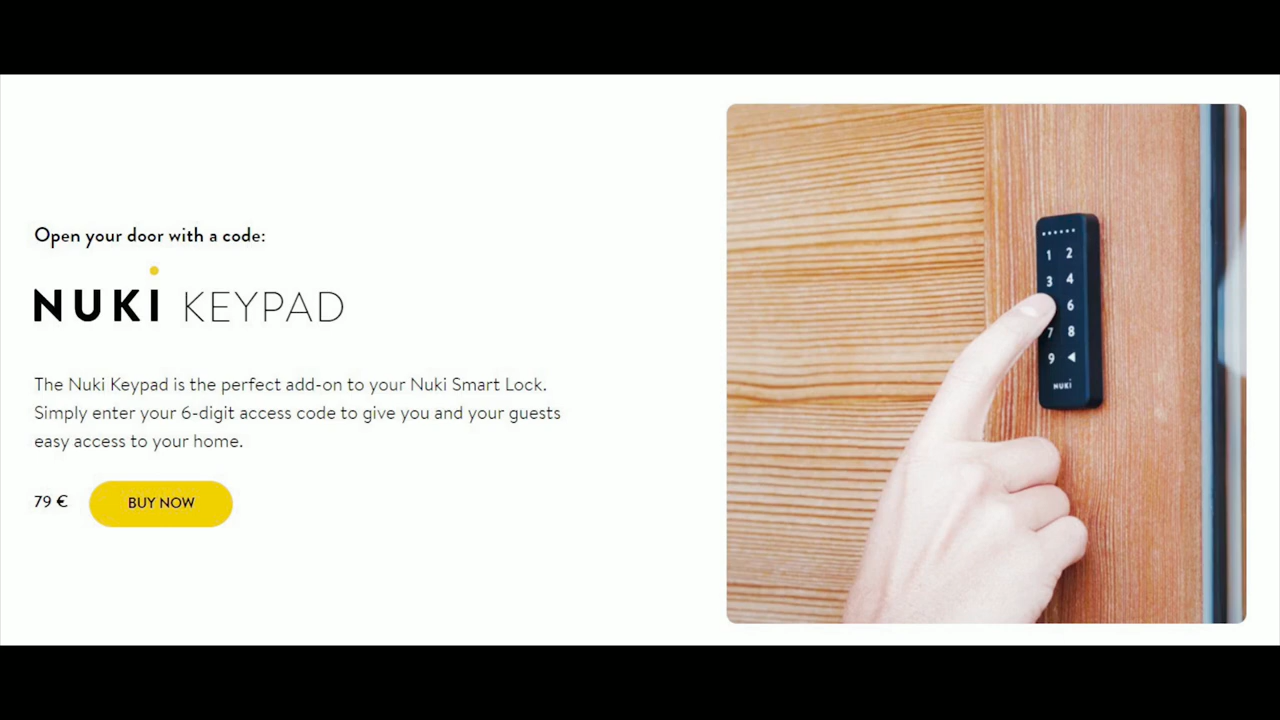 Open your door with a code:
NUKI KEYPAD
The Nuki Keypad is the perfect add-on to your Nuki Smart Lock.
Simply enter your 6-digit access code to give you and your guests
easy access to your home.
79 €
BUY NOW
1 2
3 4
6
7 8
9 ◀
NUKI